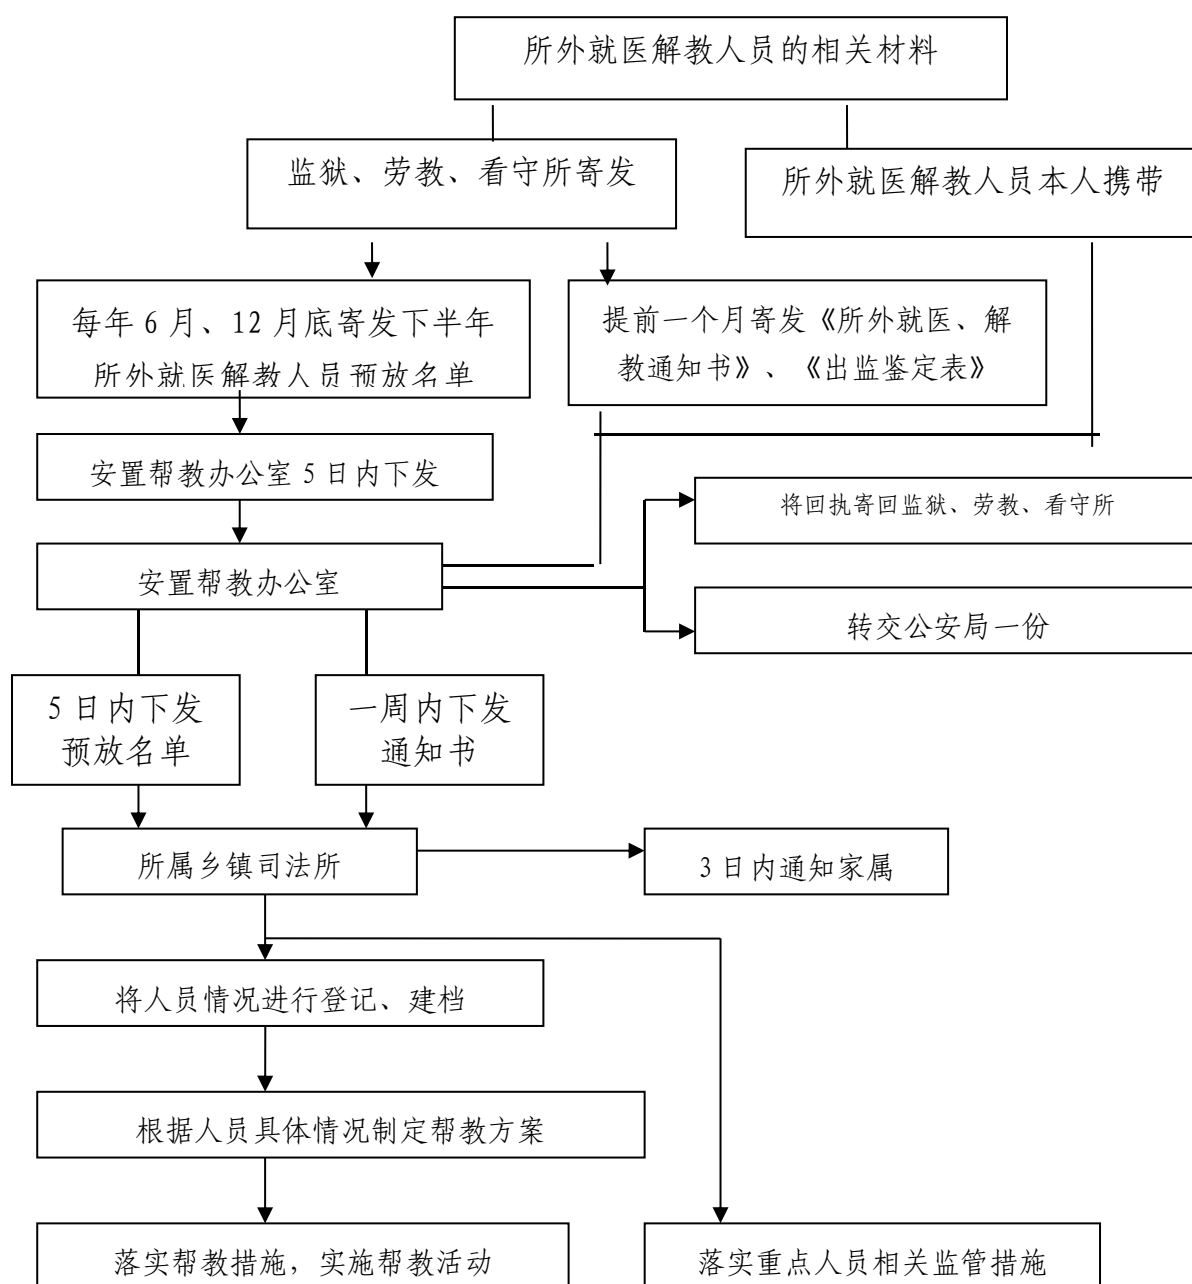 所外就医解教人员的相关材料
监狱、劳教、看守所寄发
所外就医解教人员本人携带
每年 6 月、12 月底寄发下半年
所外就医解教人员预放名单
提前一个月寄发《所外就医、解
教通知书》、《出监鉴定表》
安置帮教办公室 5 日内下发
将回执寄回监狱、劳教、看守所
安置帮教办公室
转交公安局一份
5 日内下发
预放名单
一周内下发
通知书
所属乡镇司法所
3 日内通知家属
将人员情况进行登记、建档
根据人员具体情况制定帮教方案
落实帮教措施，实施帮教活动
落实重点人员相关监管措施